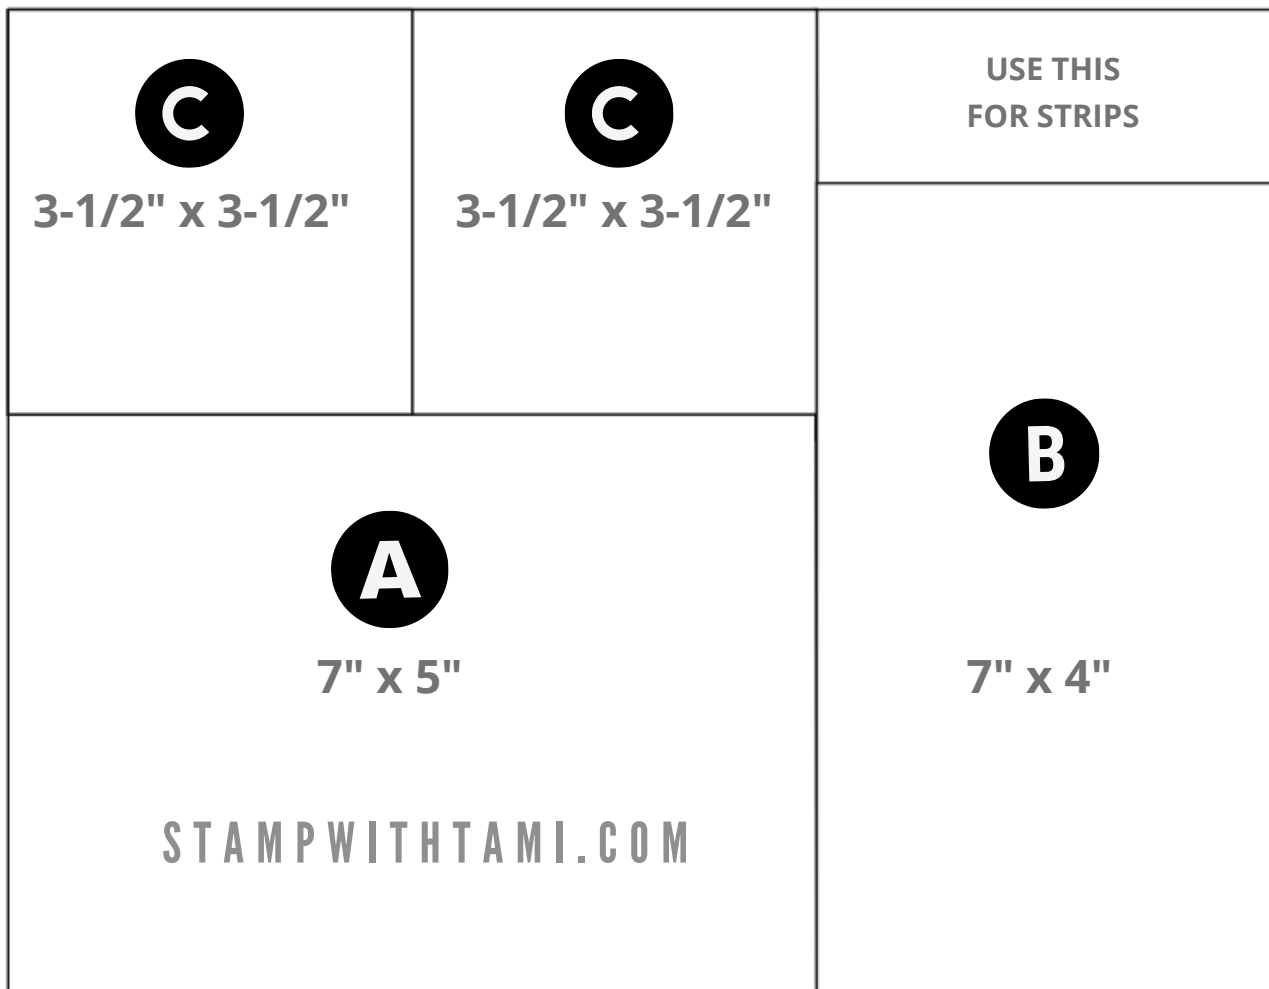 C
3-1/2" x 3-1/2"
C
3-1/2" x 3-1/2"
USE THIS
FOR STRIPS
B
7" x 4"
A
7" x 5"
STAMPWITHTAMI.COM